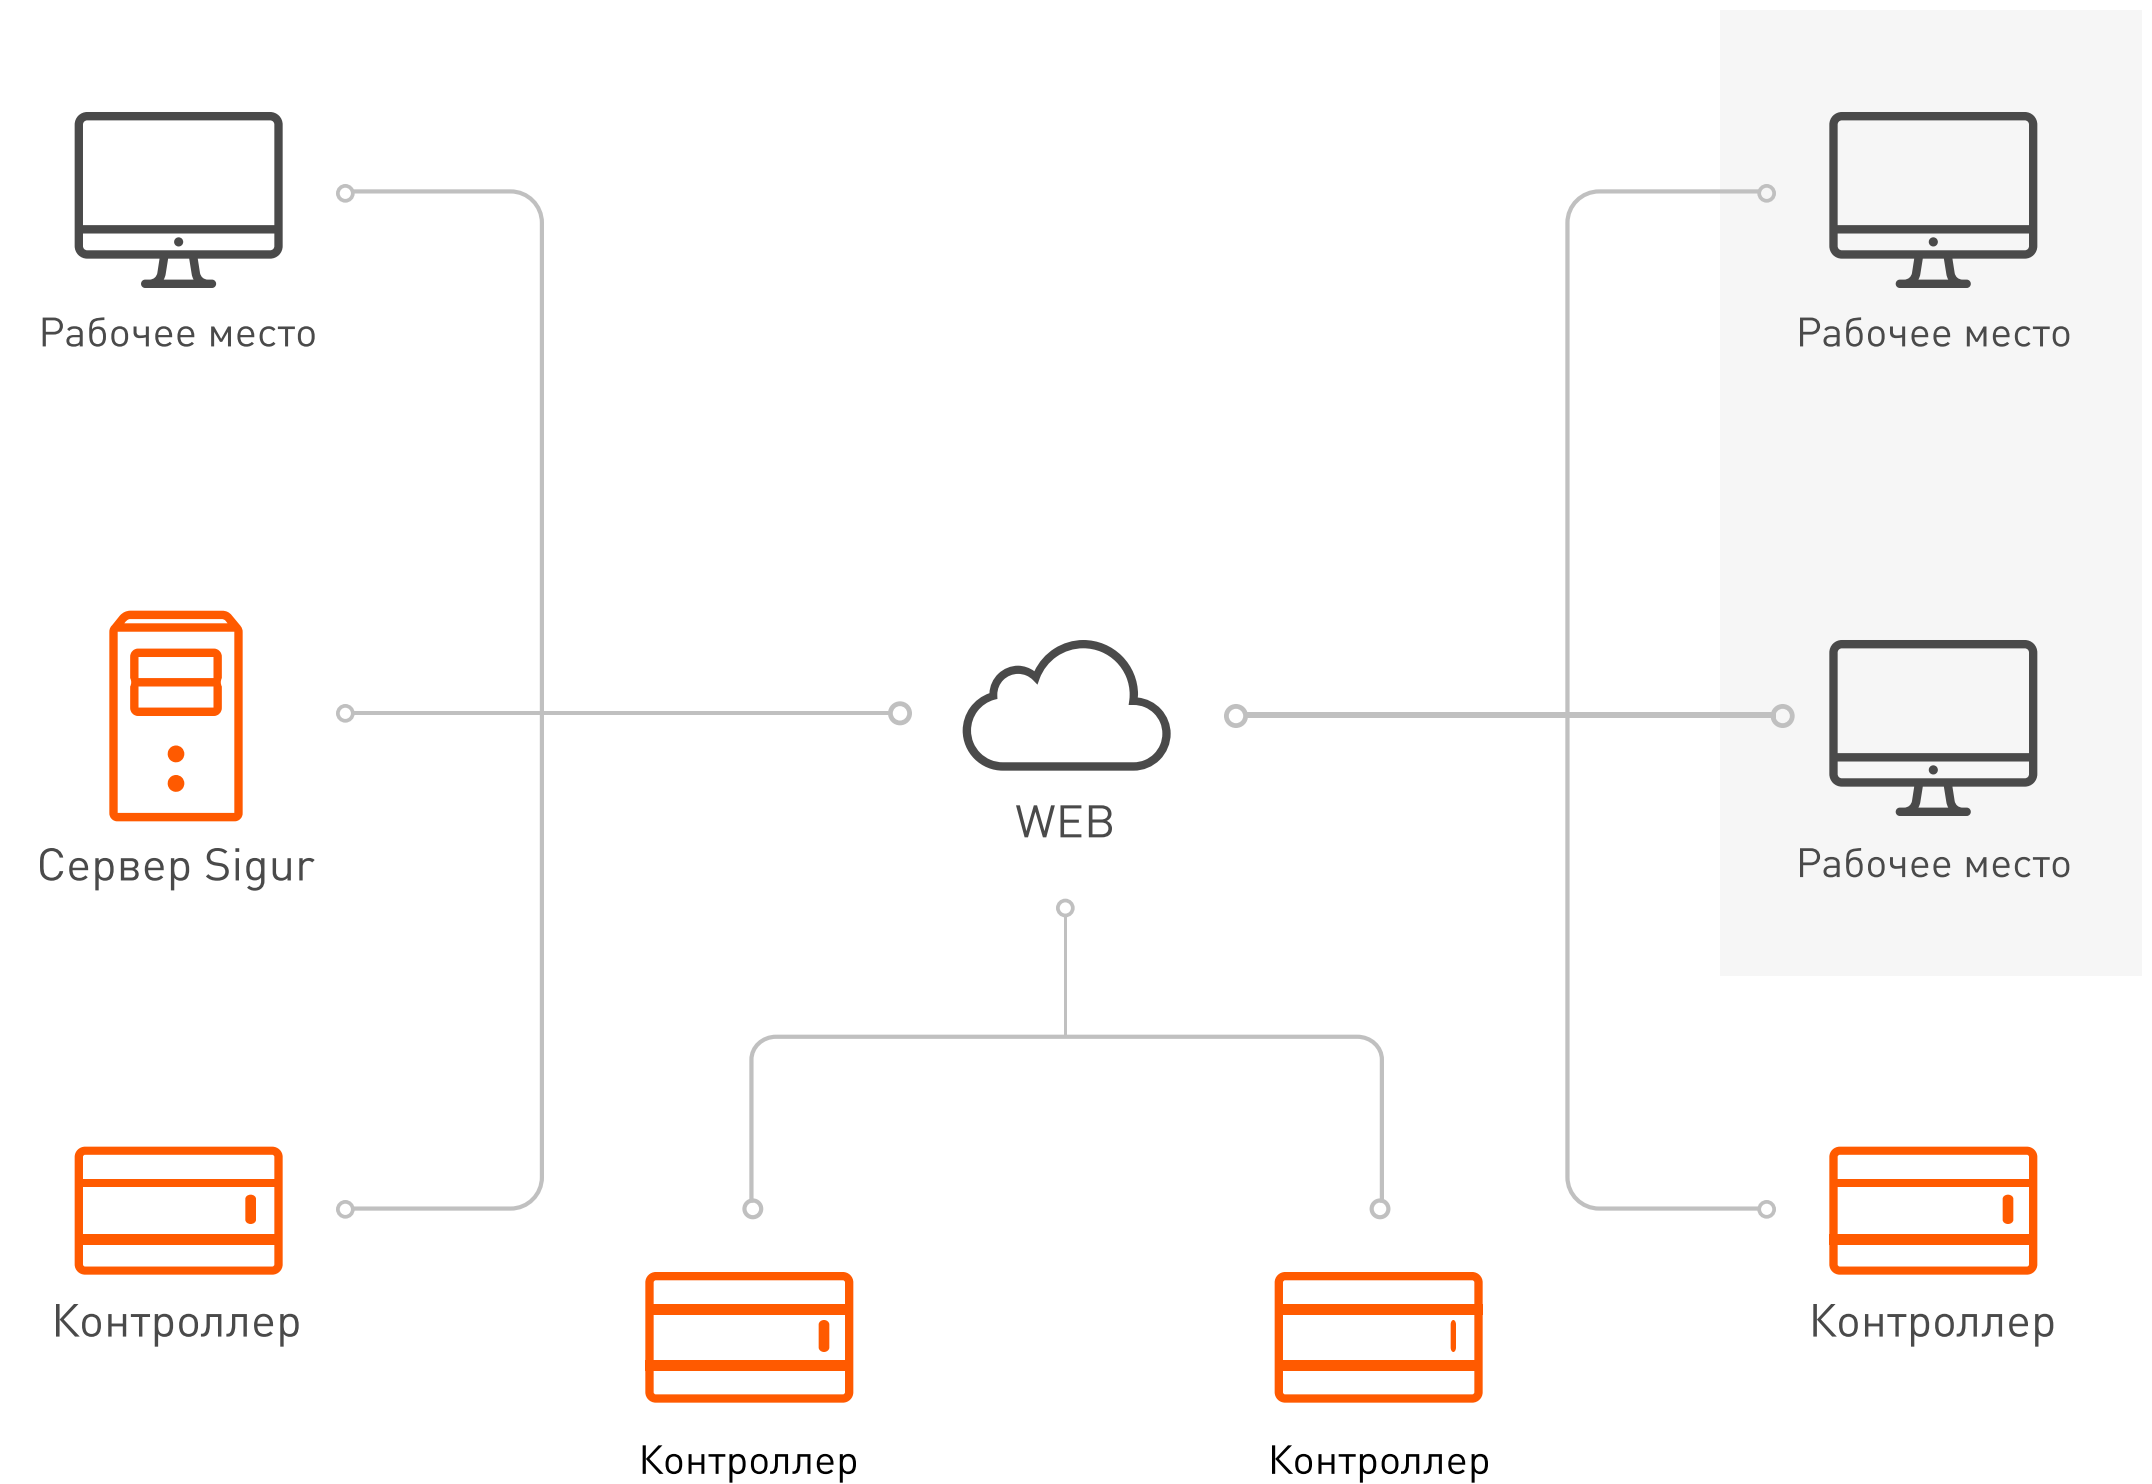 Рабочее место
Рабочее место
Сервер Sigur
WEB
Рабочее место
Контроллер
Контроллер
Контроллер
Контроллер